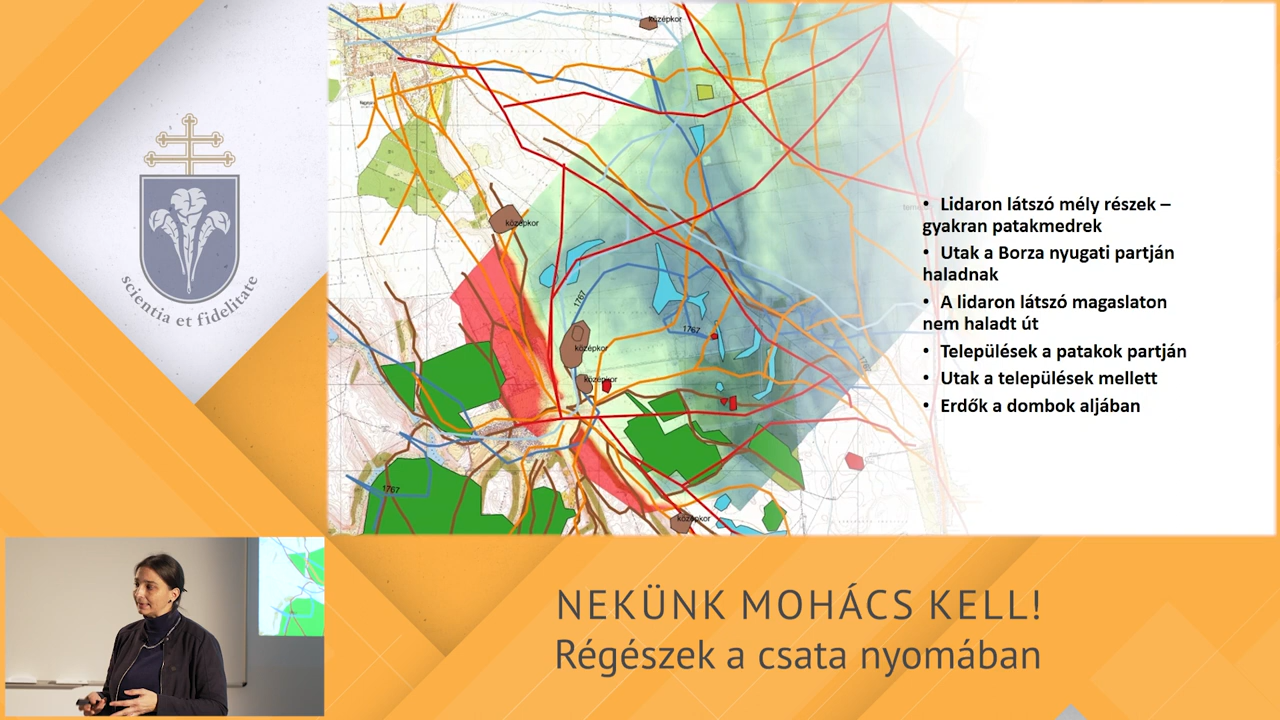 scientia et fidelitate
középkor
középkor
1767
1767
középkor
középkor
1767
1767
középkor
• Lidaron látszó mély részek –
gyakran patakmedrek
• Utak a Borza nyugati partján
haladnak
• A lidaron látszó magaslaton
nem haladt út
• Települések a patakok partján
• Utak a települések mellett
• Erdők a dombok aljában
NEKÜNK MOHÁCS KELL!
Régészek a csata nyomában